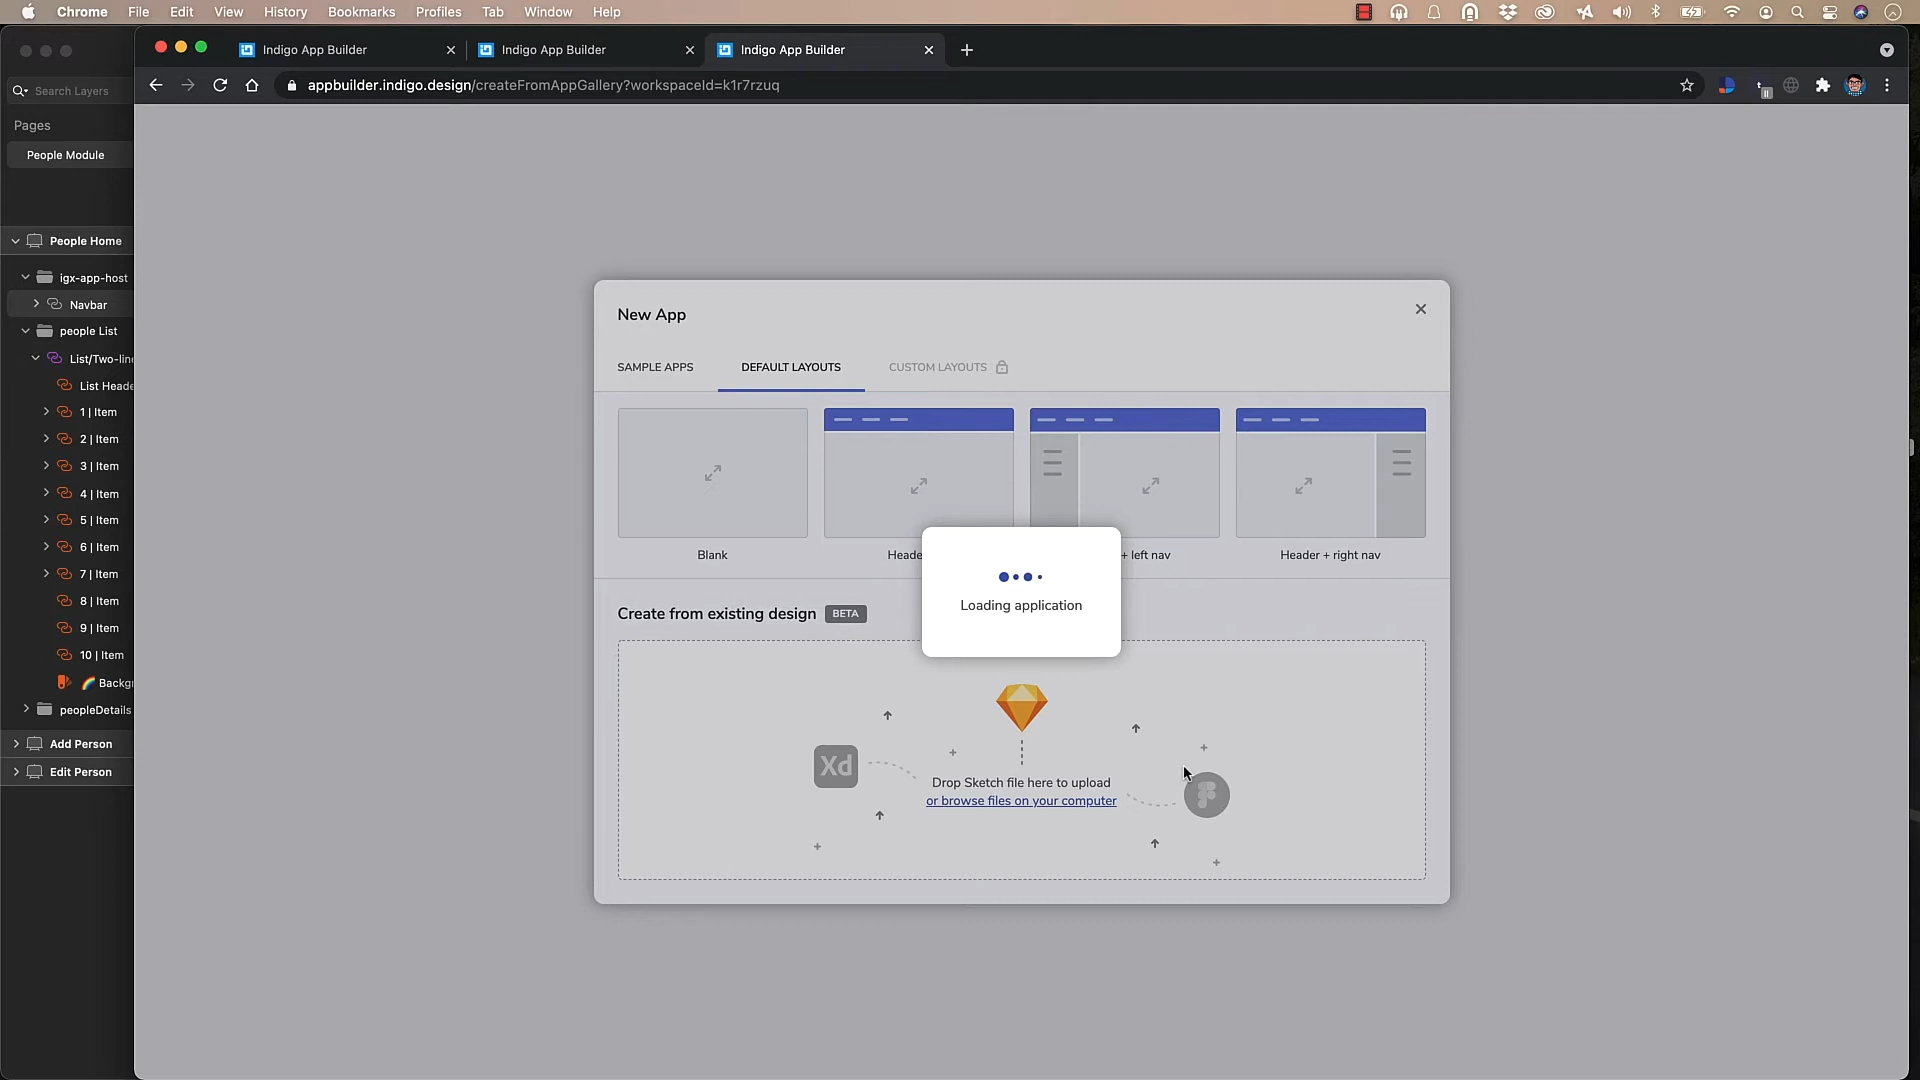 Chrome File Edit View History Bookmarks Profiles Tab Window Help
Indigo App Builder
Indigo App Builder
Indigo App Builder
appbuilder.indigo.design/createFromAppGallery?workspaceId=k1r7rzuq
Search Layers
Pages
People Module
People Home
igx-app-host
Navbar
people List
List/Two-line
List Heade
1 | Item
2 | Item
3 | Item
4 | Item
5 | Item
6 | Item
7 | Item
8 | Item
9 | Item
10 | Item
Backgr
peopleDetails
Add Person
Edit Person
New App
SAMPLE APPS
DEFAULT LAYOUTS
CUSTOM LAYOUTS
Blank
Heade
+ left nav
Header + right nav
Loading application
Create from existing design BETA
Xd
Drop Sketch file here to upload
or browse files on your computer